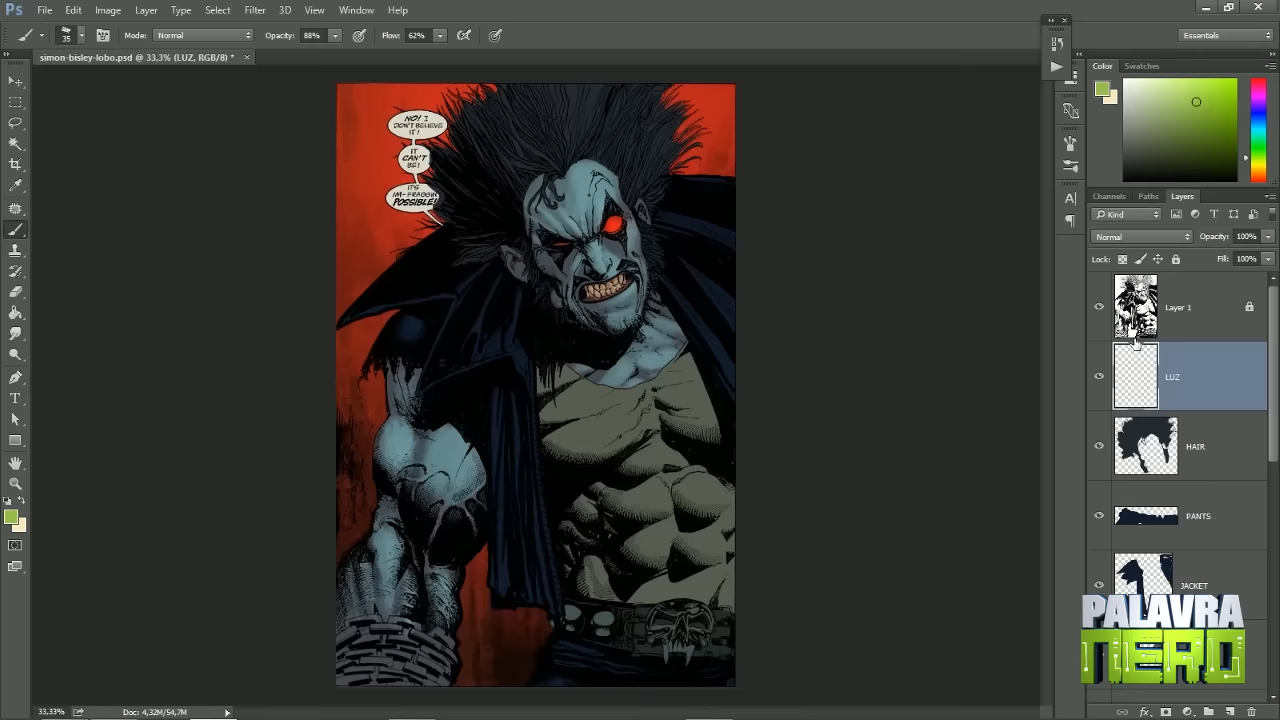 Ps File Edit Image Layer Type Select Filter 3D View Window Help
35 Mode: Normal Opacity: 88% Flow: 62% Essentials
simon-bisley-lobo.psd @ 33,3% (LUZ, RGB/8) * ×
Color Swatches
NO! I
DON'T BELIEVE
IT!
IT
CAN'T
BE!
IT'S
IM-FRAGGIN'
POSSIBLE!
Channels Paths Layers
Kind
Normal Opacity: 100%
Lock: Fill: 100%
Layer 1
LUZ
HAIR
PANTS
JACKET
PALAVRA
NERD
33,33% Doc: 4,32M/54,7M